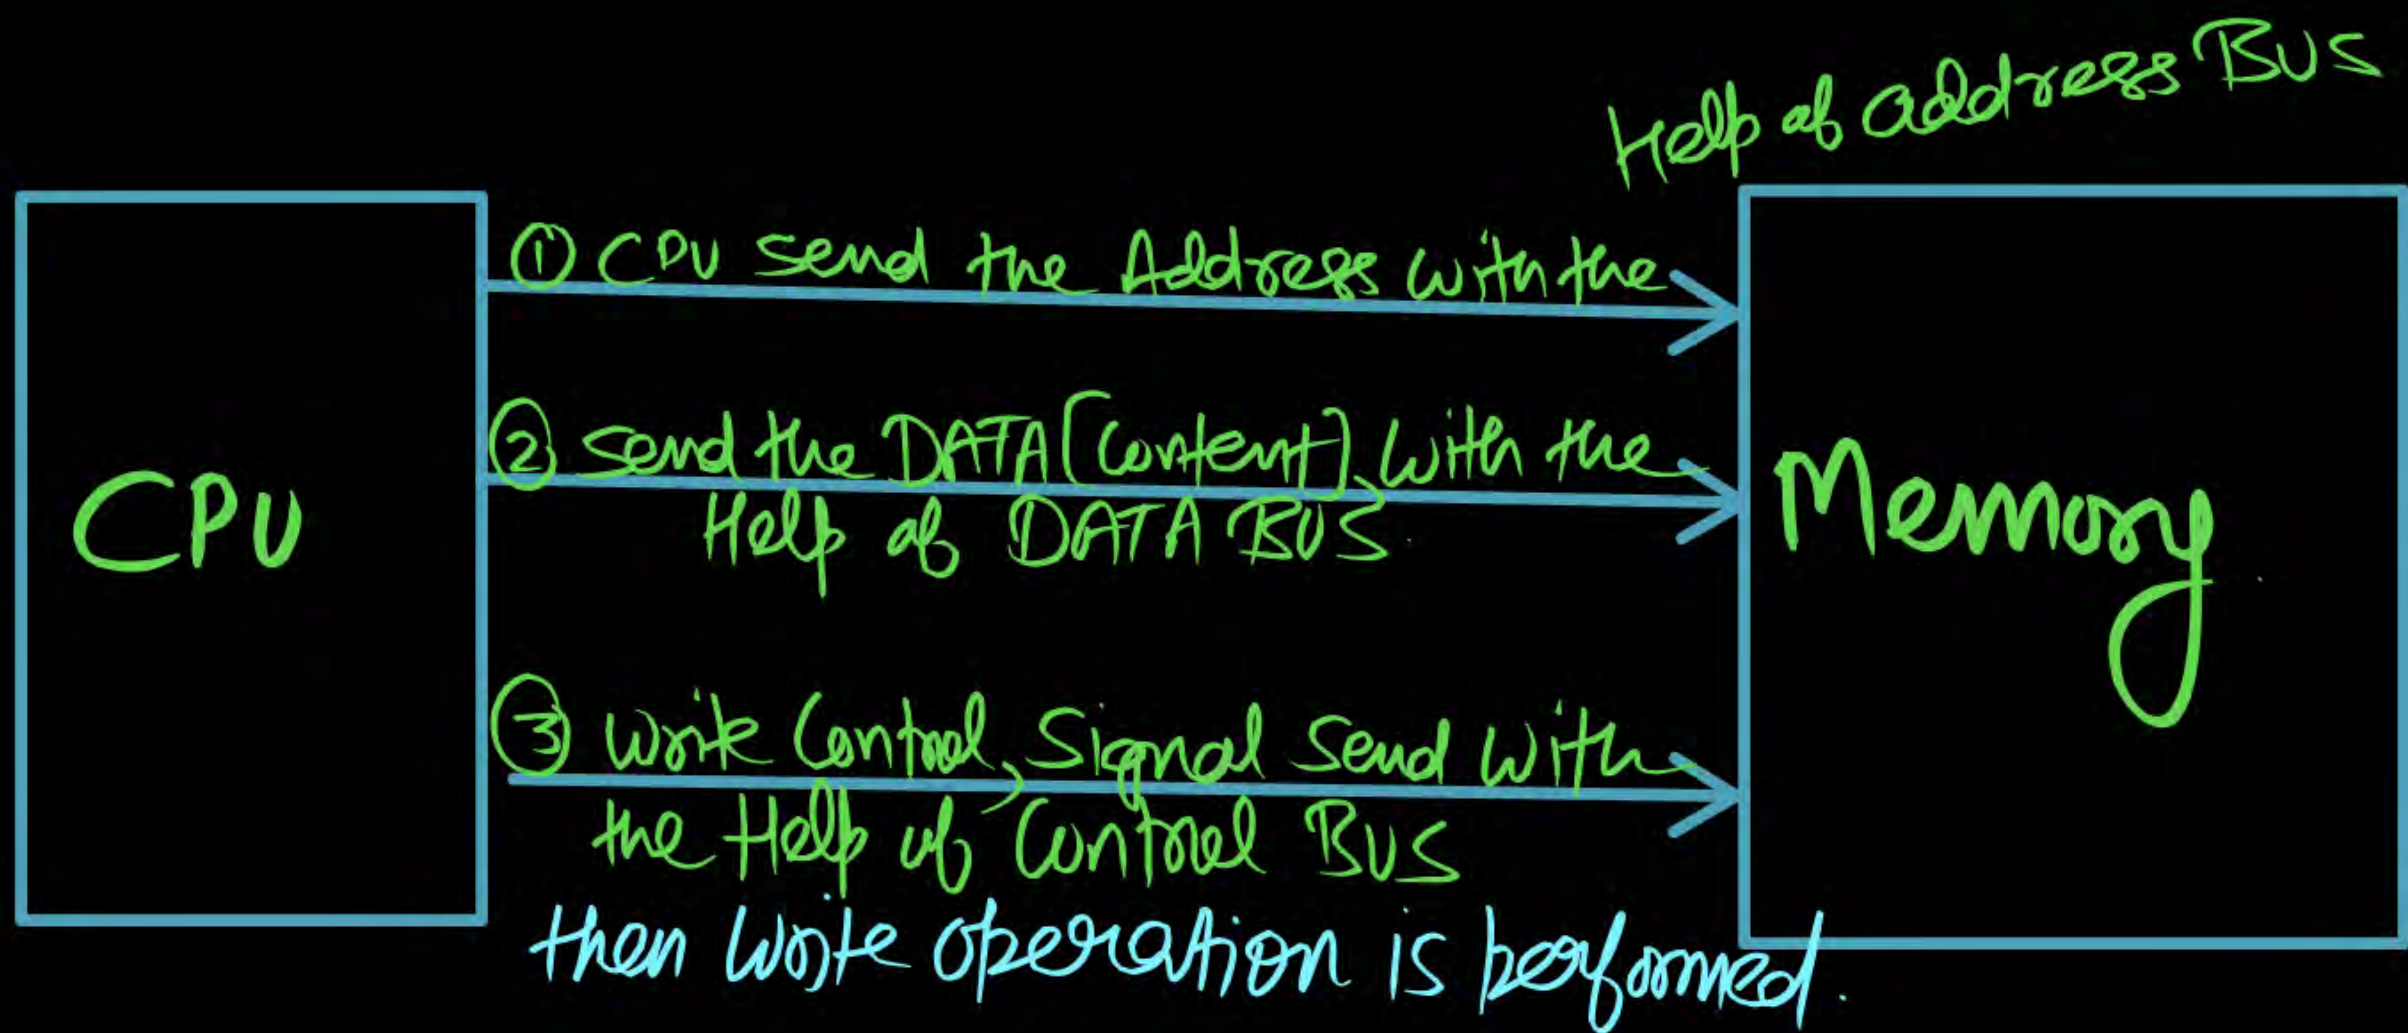 Help of address BUS
① CPU send the Address with the
② send the DATA [Content] with the
Help of DATA BUS.
CPU
Memory
③ Write Control, Signal Send with
the Help of Control BUS
then write operation is performed.